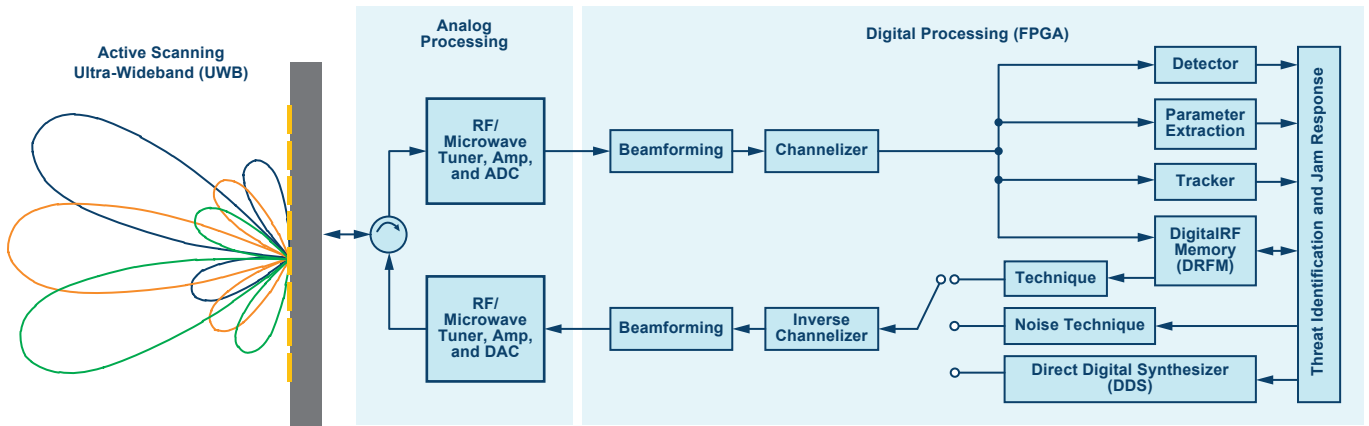 Active Scanning
Ultra-Wideband (UWB)
Analog
Processing
RF/
Microwave
Tuner, Amp,
and ADC
RF/
Microwave
Tuner, Amp,
and DAC
Digital Processing (FPGA)
Beamforming
Channelizer
Detector
Parameter
Extraction
Tracker
DigitalRF
Memory
(DRFM)
Technique
Beamforming
Inverse
Channelizer
Noise Technique
Direct Digital Synthesizer
(DDS)
Threat Identification and Jam Response